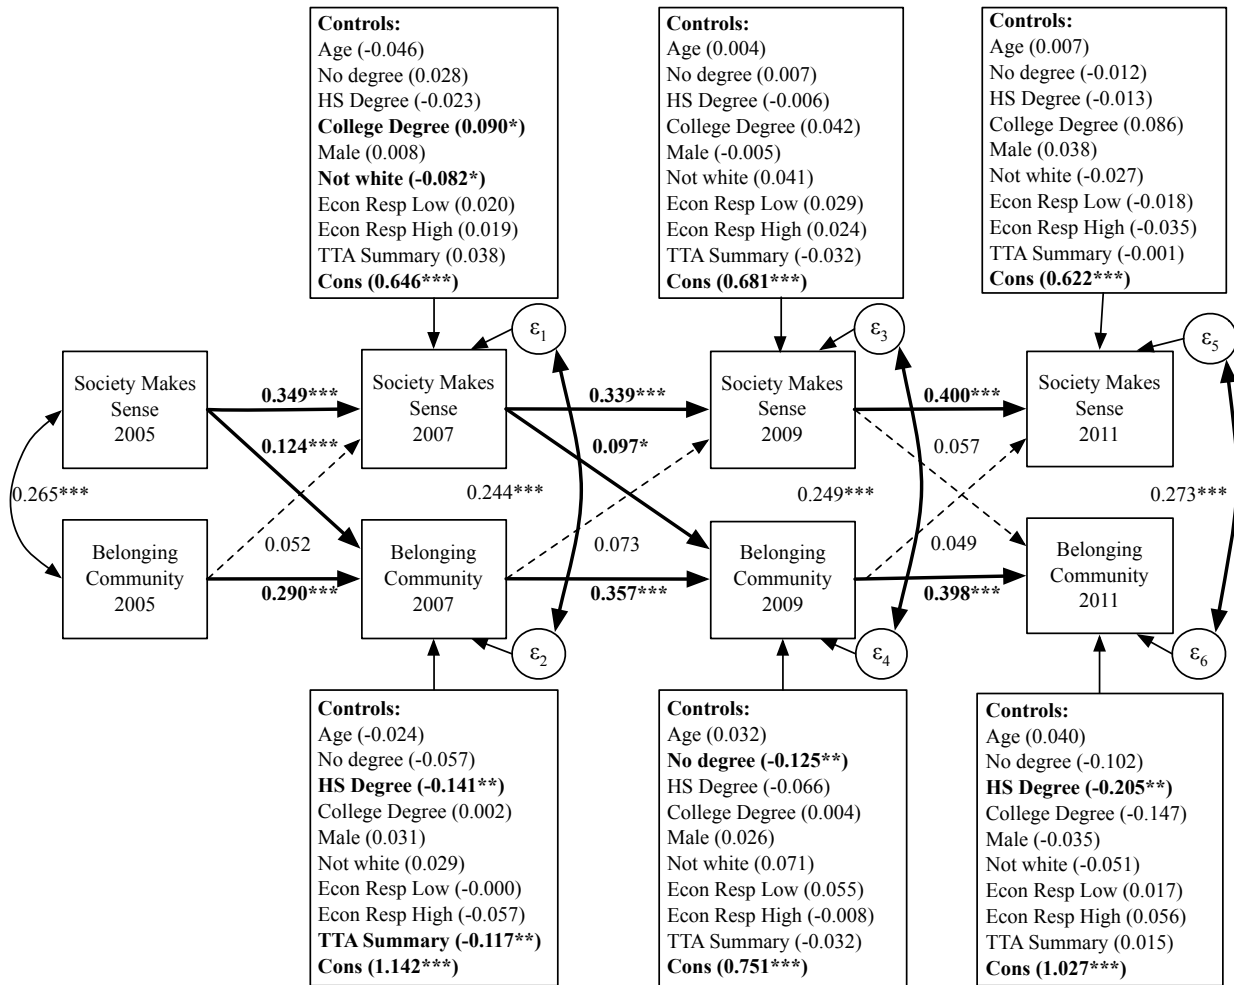 Controls:
Age (-0.046)
No degree (0.028)
HS Degree (-0.023)
College Degree (0.090*)
Male (0.008)
Not white (-0.082*)
Econ Resp Low (0.020)
Econ Resp High (0.019)
TTA Summary (0.038)
Cons (0.646***)
Controls:
Age (0.004)
No degree (0.007)
HS Degree (-0.006)
College Degree (0.042)
Male (-0.005)
Not white (0.041)
Econ Resp Low (0.029)
Econ Resp High (0.024)
TTA Summary (-0.032)
Cons (0.681***)
Controls:
Age (0.007)
No degree (-0.012)
HS Degree (-0.013)
College Degree (0.086)
Male (0.038)
Not white (-0.027)
Econ Resp Low (-0.018)
Econ Resp High (-0.035)
TTA Summary (-0.001)
Cons (0.622***)
ε1
ε3
ε5
Society Makes
Sense
2005
0.349***
0.124***
Society Makes
Sense
2007
0.339***
0.097*
Society Makes
Sense
2009
0.400***
0.057
Society Makes
Sense
2011
0.265***
0.244***
0.249***
0.273***
Belonging
Community
2005
0.052
0.290***
Belonging
Community
2007
0.073
0.357***
Belonging
Community
2009
0.049
0.398***
Belonging
Community
2011
ε2
ε4
ε6
Controls:
Age (-0.024)
No degree (-0.057)
HS Degree (-0.141**)
College Degree (0.002)
Male (0.031)
Not white (0.029)
Econ Resp Low (-0.000)
Econ Resp High (-0.057)
TTA Summary (-0.117**)
Cons (1.142***)
Controls:
Age (0.032)
No degree (-0.125**)
HS Degree (-0.066)
College Degree (0.004)
Male (0.026)
Not white (0.071)
Econ Resp Low (0.055)
Econ Resp High (-0.008)
TTA Summary (-0.032)
Cons (0.751***)
Controls:
Age (0.040)
No degree (-0.102)
HS Degree (-0.205**)
College Degree (-0.147)
Male (-0.035)
Not white (-0.051)
Econ Resp Low (0.017)
Econ Resp High (0.056)
TTA Summary (0.015)
Cons (1.027***)